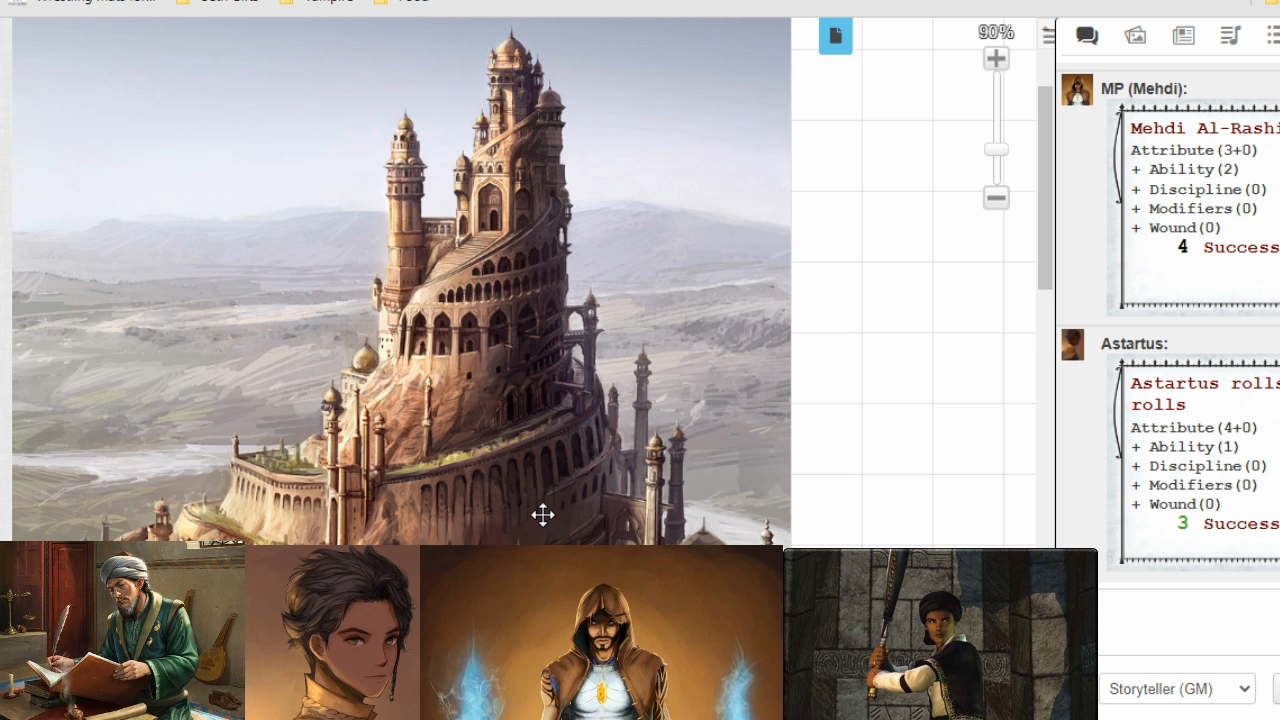 90%
MP (Mehdi):
Mehdi Al-Rashi
Attribute(3+0)
+ Ability(2)
+ Discipline(0)
+ Modifiers(0)
+ Wound(0)
4 Success
Astartus:
Astartus rolls
rolls
Attribute(4+0)
+ Ability(1)
+ Discipline(0)
+ Modifiers(0)
+ Wound(0)
3 Success
Storyteller (GM)